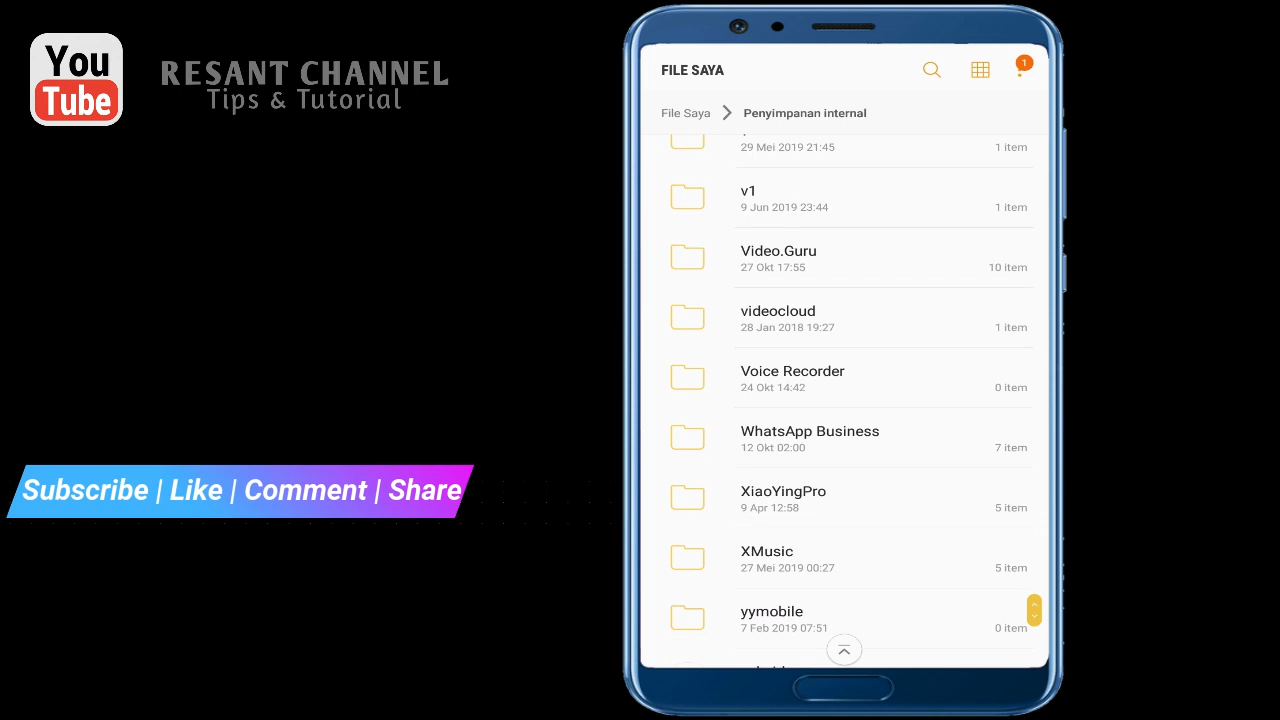 You
Tube
RESANT CHANNEL
Tips & Tutorial
Subscribe | Like | Comment | Share
FILE SAYA
1
File Saya
Penyimpanan internal
29 Mei 2019 21:45
1 item
v1
9 Jun 2019 23:44
1 item
Video.Guru
27 Okt 17:55
10 item
videocloud
28 Jan 2018 19:27
1 item
Voice Recorder
24 Okt 14:42
0 item
WhatsApp Business
12 Okt 02:00
7 item
XiaoYingPro
9 Apr 12:58
5 item
XMusic
27 Mei 2019 00:27
5 item
yymobile
7 Feb 2019 07:51
0 item